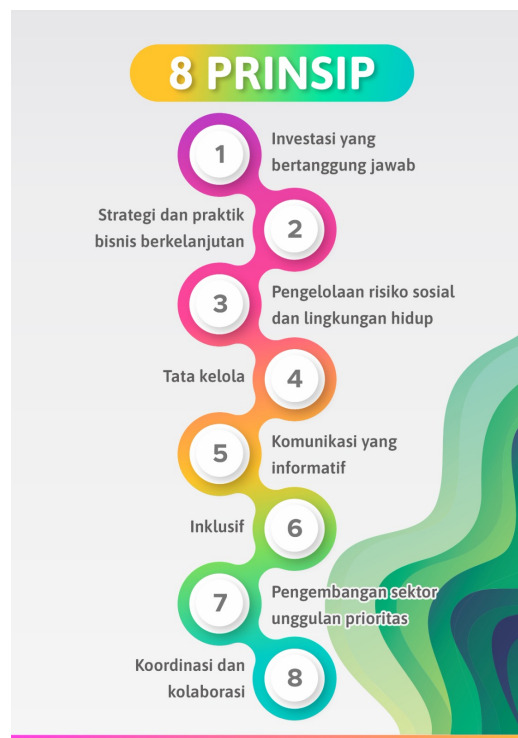 8 PRINSIP
1
Investasi yang
bertanggung jawab
Strategi dan praktik
bisnis berkelanjutan
2
3
Pengelolaan risiko sosial
dan lingkungan hidup
Tata kelola
4
5
Komunikasi yang
informatif
Inklusif
6
7
Pengembangan sektor
unggulan prioritas
Koordinasi dan
kolaborasi
8